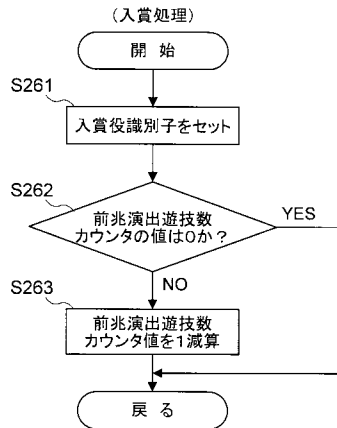 (入賞処理)
開 始
S261
入賞役識別子をセット
S262
前兆演出遊技数
カウンタの値は0か?
YES
NO
S263
前兆演出遊技数
カウンタ値を1減算
戻 る